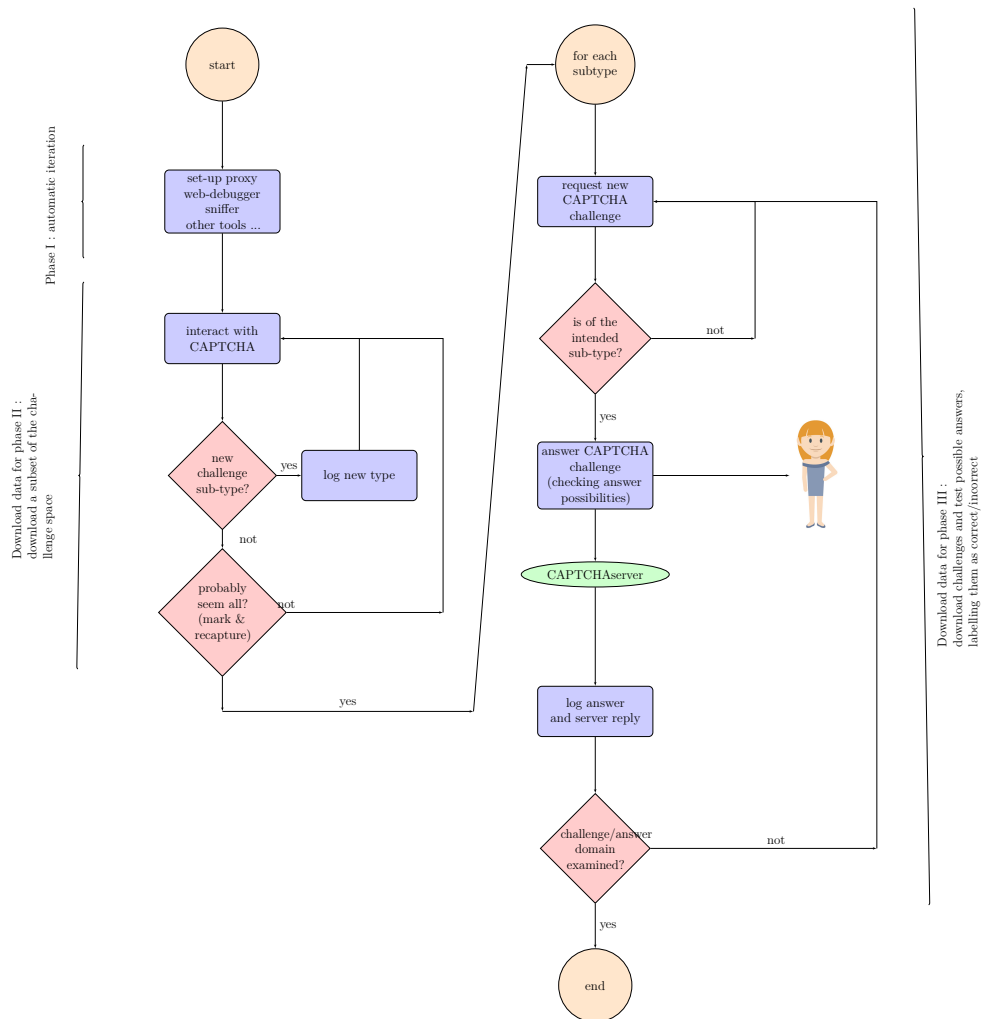 start
Phase I : automatic iteration
set-up proxy
web-debugger
sniffer
other tools ...
Download data for phase II :
download a subset of the cha-
llenge space
interact with
CAPTCHA
new
challenge
sub-type?
yes
log new type
not
probably
seem all?
(mark &
recapture)
not
yes
for each
subtype
request new
CAPTCHA
challenge
is of the
intended
sub-type?
not
yes
answer CAPTCHA
challenge
(checking answer
possibilities)
CAPTCHAserver
log answer
and server reply
challenge/answer
domain
examined?
not
yes
end
Download data for phase III :
download challenges and test possible answers,
labelling them as correct/incorrect